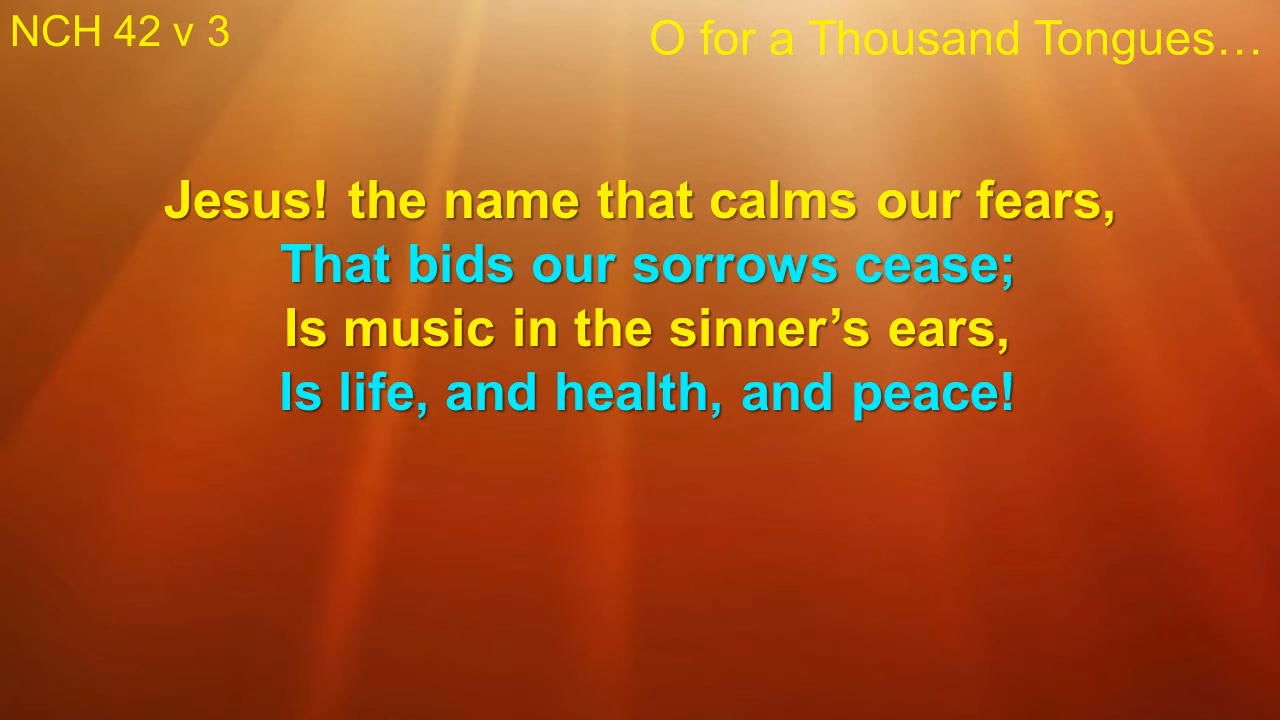 NCH 42 v 3
O for a Thousand Tongues…
Jesus! the name that calms our fears,
That bids our sorrows cease;
Is music in the sinner’s ears,
Is life, and health, and peace!